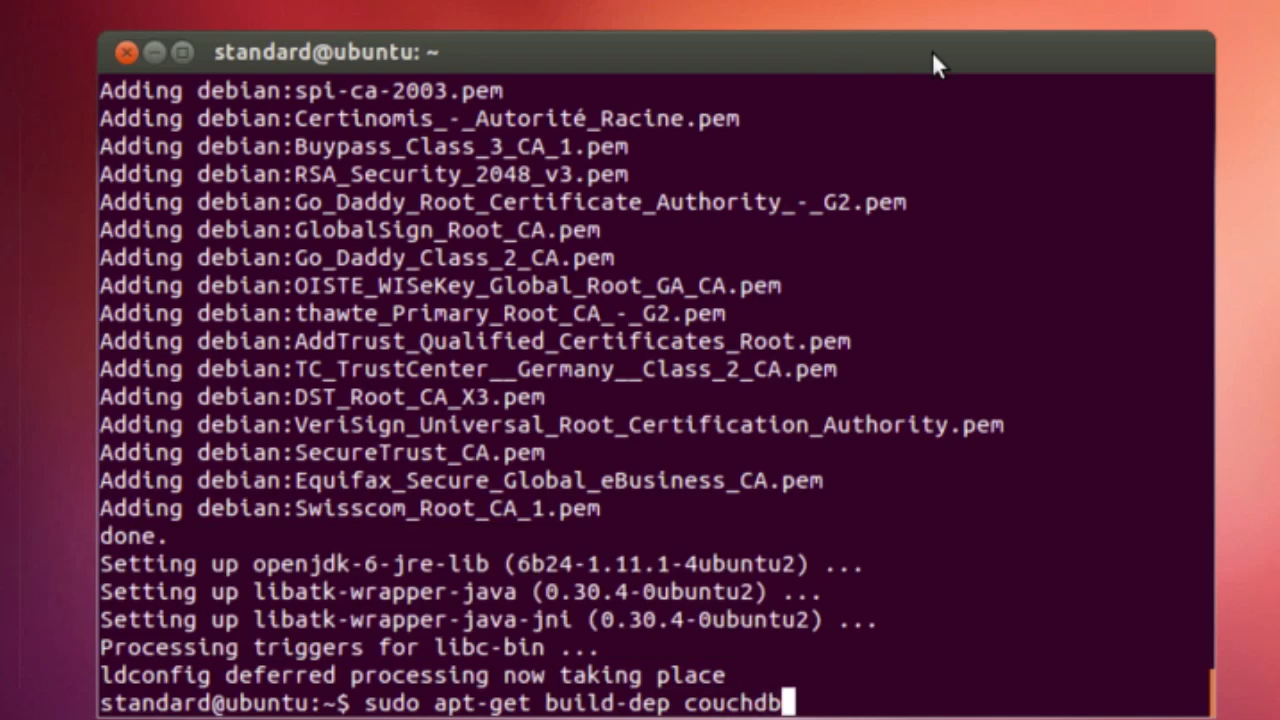 standard@ubuntu: ~
Adding debian:spi-ca-2003.pem
Adding debian:Certinomis_-_Autorité_Racine.pem
Adding debian:Buypass_Class_3_CA_1.pem
Adding debian:RSA_Security_2048_v3.pem
Adding debian:Go_Daddy_Root_Certificate_Authority_-_G2.pem
Adding debian:GlobalSign_Root_CA.pem
Adding debian:Go_Daddy_Class_2_CA.pem
Adding debian:OISTE_WISeKey_Global_Root_GA_CA.pem
Adding debian:thawte_Primary_Root_CA_-_G2.pem
Adding debian:AddTrust_Qualified_Certificates_Root.pem
Adding debian:TC_TrustCenter__Germany__Class_2_CA.pem
Adding debian:DST_Root_CA_X3.pem
Adding debian:VeriSign_Universal_Root_Certification_Authority.pem
Adding debian:SecureTrust_CA.pem
Adding debian:Equifax_Secure_Global_eBusiness_CA.pem
Adding debian:Swisscom_Root_CA_1.pem
done.
Setting up openjdk-6-jre-lib (6b24-1.11.1-4ubuntu2) ...
Setting up libatk-wrapper-java (0.30.4-0ubuntu2) ...
Setting up libatk-wrapper-java-jni (0.30.4-0ubuntu2) ...
Processing triggers for libc-bin ...
ldconfig deferred processing now taking place
standard@ubuntu:~$ sudo apt-get build-dep couchdb